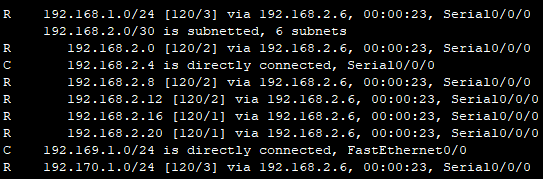 R 192.168.1.0/24 [120/3] via 192.168.2.6, 00:00:23, Serial0/0/0
192.168.2.0/30 is subnetted, 6 subnets
R 192.168.2.0 [120/2] via 192.168.2.6, 00:00:23, Serial0/0/0
C 192.168.2.4 is directly connected, Serial0/0/0
R 192.168.2.8 [120/2] via 192.168.2.6, 00:00:23, Serial0/0/0
R 192.168.2.12 [120/2] via 192.168.2.6, 00:00:23, Serial0/0/0
R 192.168.2.16 [120/1] via 192.168.2.6, 00:00:23, Serial0/0/0
R 192.168.2.20 [120/1] via 192.168.2.6, 00:00:23, Serial0/0/0
C 192.169.1.0/24 is directly connected, FastEthernet0/0
R 192.170.1.0/24 [120/3] via 192.168.2.6, 00:00:23, Serial0/0/0